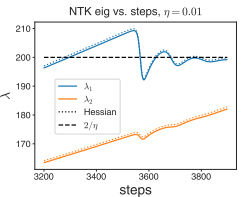 NTK eig vs. steps, η = 0.01
210
200
190
180
170
λ
λ₁
λ₂
Hessian
2/η
3200
3400
3600
3800
steps